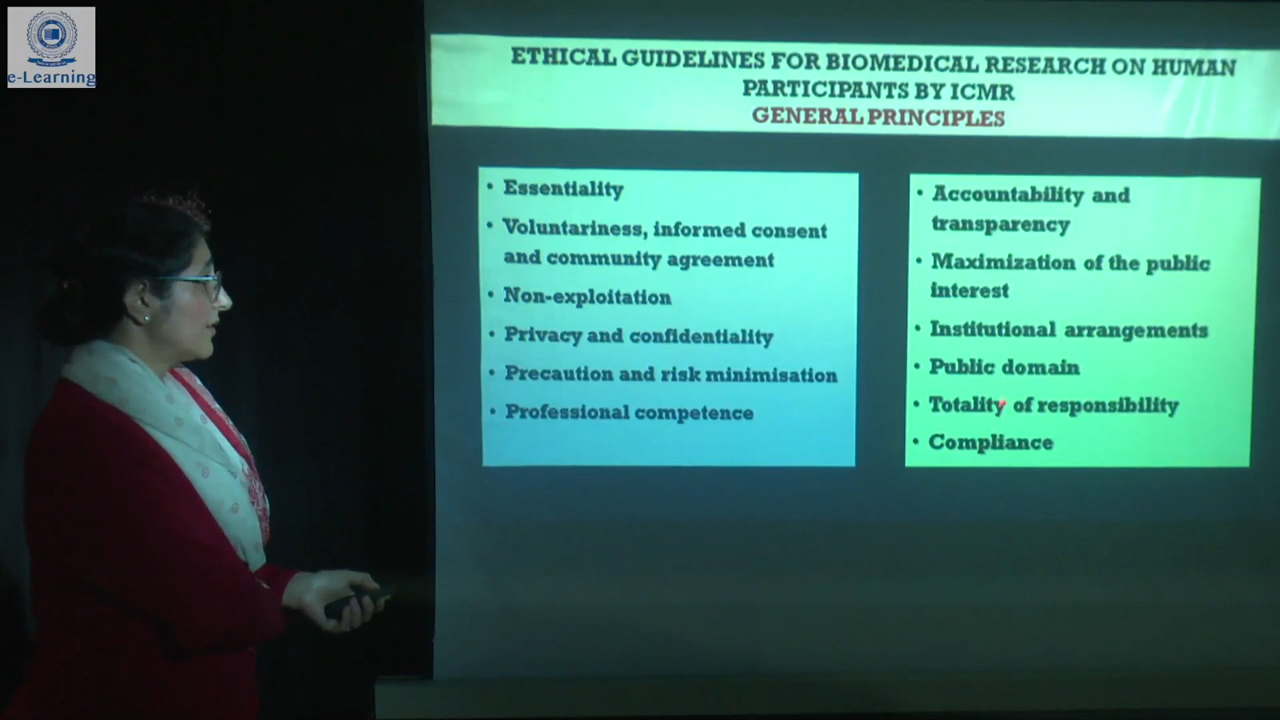 e-Learning
ETHICAL GUIDELINES FOR BIOMEDICAL RESEARCH ON HUMAN
PARTICIPANTS BY ICMR
GENERAL PRINCIPLES
• Essentiality
• Voluntariness, informed consent
and community agreement
• Non-exploitation
• Privacy and confidentiality
• Precaution and risk minimisation
• Professional competence
• Accountability and
transparency
• Maximization of the public
interest
• Institutional arrangements
• Public domain
• Totality of responsibility
• Compliance